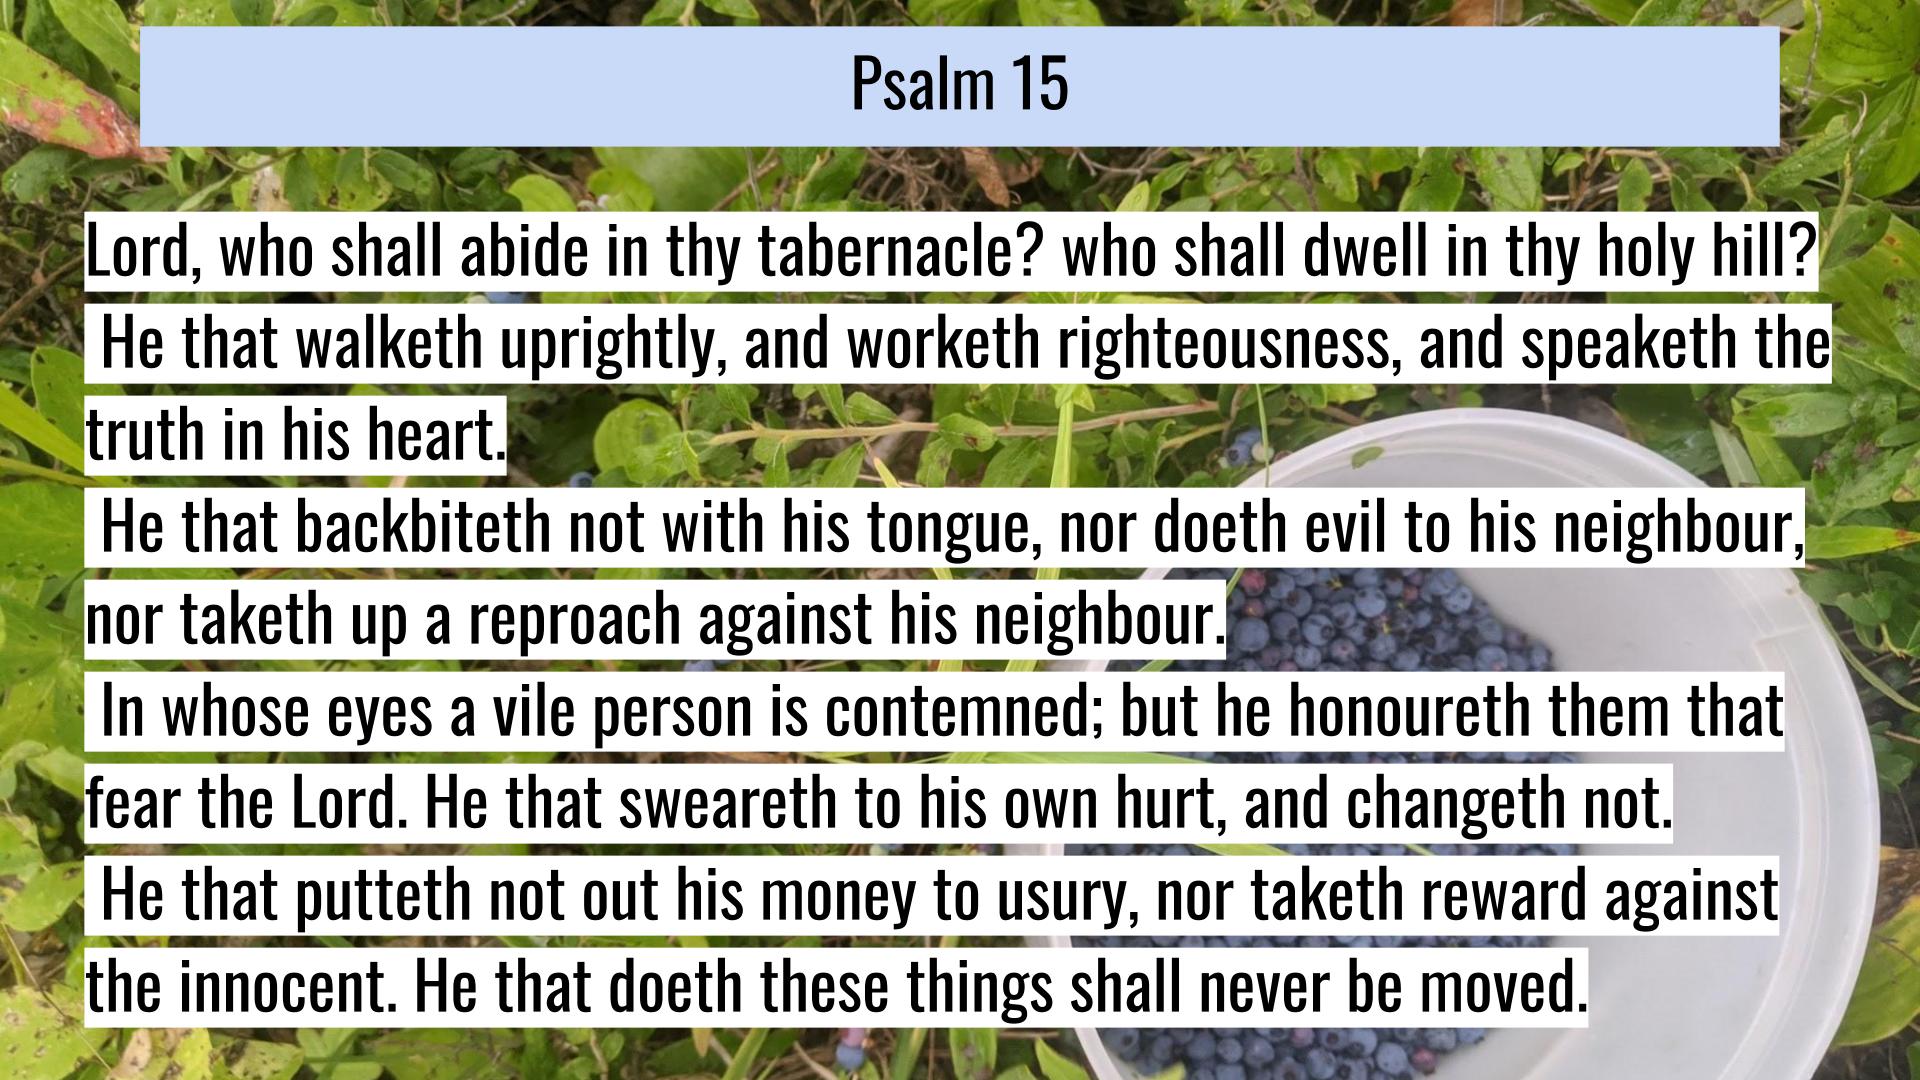 Psalm 15
Lord, who shall abide in thy tabernacle? who shall dwell in thy holy hill?
He that walketh uprightly, and worketh righteousness, and speaketh the
truth in his heart.
He that backbiteth not with his tongue, nor doeth evil to his neighbour,
nor taketh up a reproach against his neighbour.
In whose eyes a vile person is contemned; but he honoureth them that
fear the Lord. He that sweareth to his own hurt, and changeth not.
He that putteth not out his money to usury, nor taketh reward against
the innocent. He that doeth these things shall never be moved.